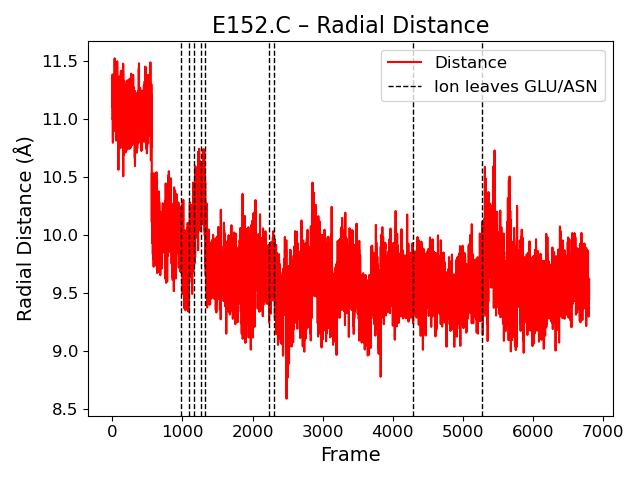 E152.C – Radial Distance
Distance
Ion leaves GLU/ASN
Radial Distance (Å)
11.5
11.0
10.5
10.0
9.5
9.0
8.5
0 1000 2000 3000 4000 5000 6000 7000
Frame